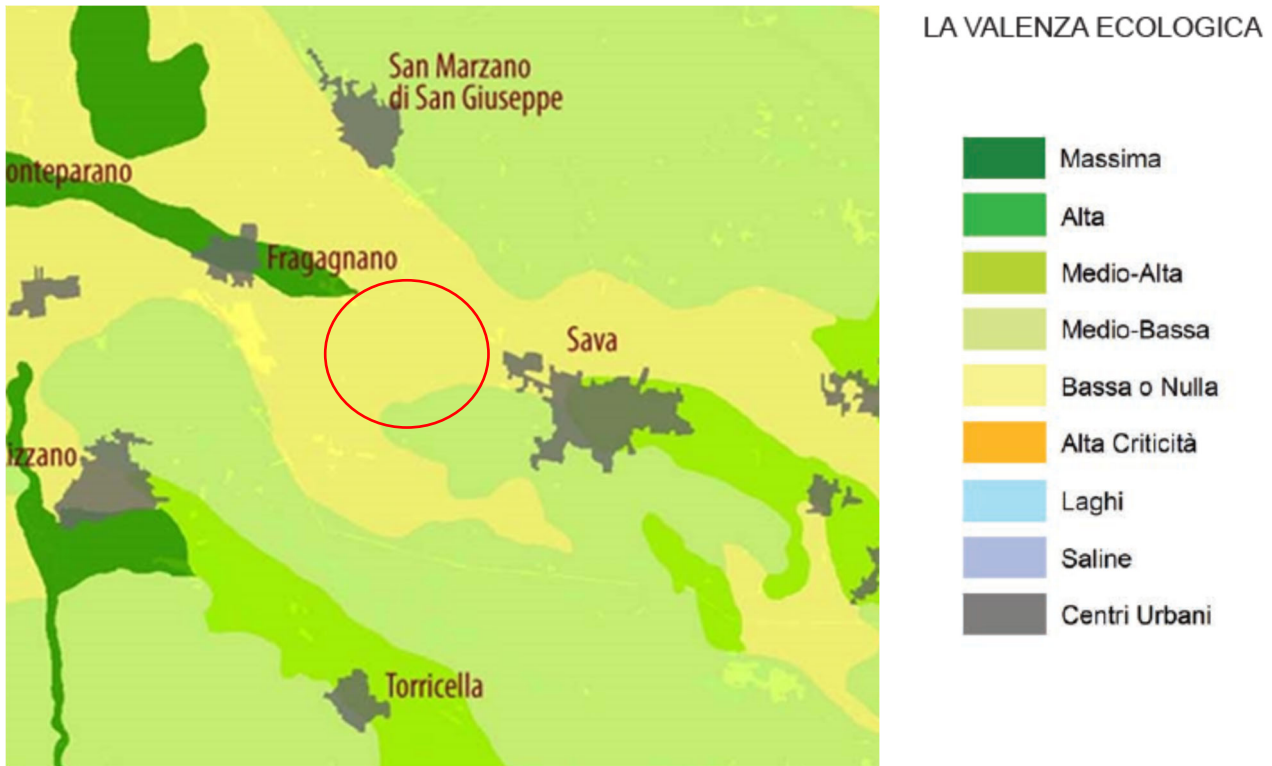 LA VALENZA ECOLOGICA
San Marzano
di San Giuseppe
onteparano
Fragagnano
Sava
izzano
Torricella
Massima
Alta
Medio-Alta
Medio-Bassa
Bassa o Nulla
Alta Criticità
Laghi
Saline
Centri Urbani